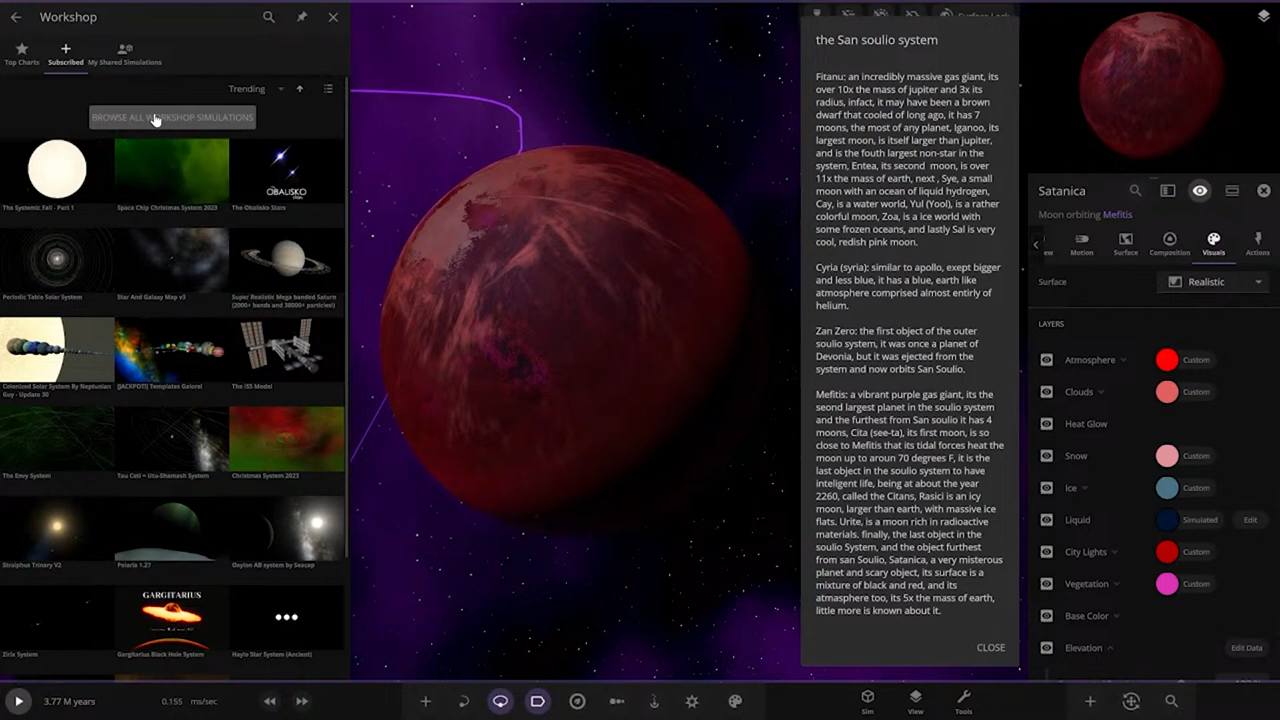 Workshop
Top Charts
Subscribed
My Shared Simulations
Trending
BROWSE ALL WORKSHOP SIMULATIONS
The Systemic Fall - Part 1
Space Chip Christmas System 2023
OBALISKO
The Obalisko Stars
Periodic Table Solar System
Star And Galaxy Map v3
Super Realistic Mega banded Saturn
(2000+ bands and 38000+ particles!)
Colonized Solar System By Neptunian
Guy - Update 30
[JACKPOT!] Templates Galore!
The ISS Model
The Envy System
Tau Ceti = Utu-Shamash System
Christmas System 2023
Stralphus Trinary V2
Polaria 1.27
Oxylon AB system by Seacap
Zirix System
GARGITARIUS
Gargitarius Black Hole System
Haylo Star System (Ancient)
the San soulio system
Fitanu: an incredibly massive gas giant, its
over 10x the mass of jupiter and 3x its
radius, infact, it may have been a brown
dwarf that cooled of long ago, it has 7
moons, the most of any planet, Iganoo, its
largest moon, is itself larger than jupiter,
and is the fouth largest non-star in the
system, Entea, its second moon, is over
11x the mass of earth, next , Sye, a small
moon with an ocean of liquid hydrogen,
Cay, is a water world, Yul (Yool), is a rather
colorful moon, Zoa, is a ice world with
some frozen oceans, and lastly Sal is very
cool, redish pink moon.
Cyria (syria): similar to apollo, exept bigger
and less blue, it has a blue, earth like
atmosphere comprised almost entirly of
helium.
Zan Zero: the first object of the outer
soulio system, it was once a planet of
Devonia, but it was ejected from the
system and now orbits San Soulio.
Mefitis: a vibrant purple gas giant, its the
seond largest planet in the soulio system
and the furthest from San soulio it has 4
moons, Cita (see-ta), its first moon, is so
close to Mefitis that its tidal forces heat the
moon up to aroun 70 degrees F, it is the
last object in the soulio system to have
inteligent life, being at about the year
2260, called the Citans, Rasici is an icy
moon, larger than earth, with massive ice
flats. Urite, is a moon rich in radioactive
materials. finally, the last object in the
soulio System, and the object furthest
from san Soulio, Satanica, a very misterous
planet and scary object, its surface is a
mixture of black and red, and its
atmasphere too, its 5x the mass of earth,
little more is known about it.
CLOSE
Satanica
Moon orbiting Mefitis
ew
Motion
Surface
Composition
Visuals
Actions
Surface
Realistic
LAYERS
Atmosphere
Custom
Clouds
Custom
Heat Glow
Snow
Custom
Ice
Custom
Liquid
Simulated
Edit
City Lights
Custom
Vegetation
Custom
Base Color
Elevation
Edit Data
3.77 M years
0.155 ms/sec
Sim
View
Tools